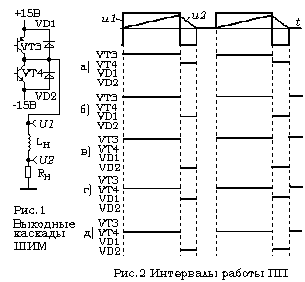 +15В
VD1
VT3
VT4
VD2
-15В
U1
Lн
U2
Rн
Рис.1
Выходные
каскады
ШИМ
u1
u2
t
а)
VT3
VT4
VD1
VD2
б)
VT3
VT4
VD1
VD2
в)
VT3
VT4
VD1
VD2
г)
VT3
VT4
VD1
VD2
д)
VT3
VT4
VD1
VD2
Рис.2 Интервалы работы ПП